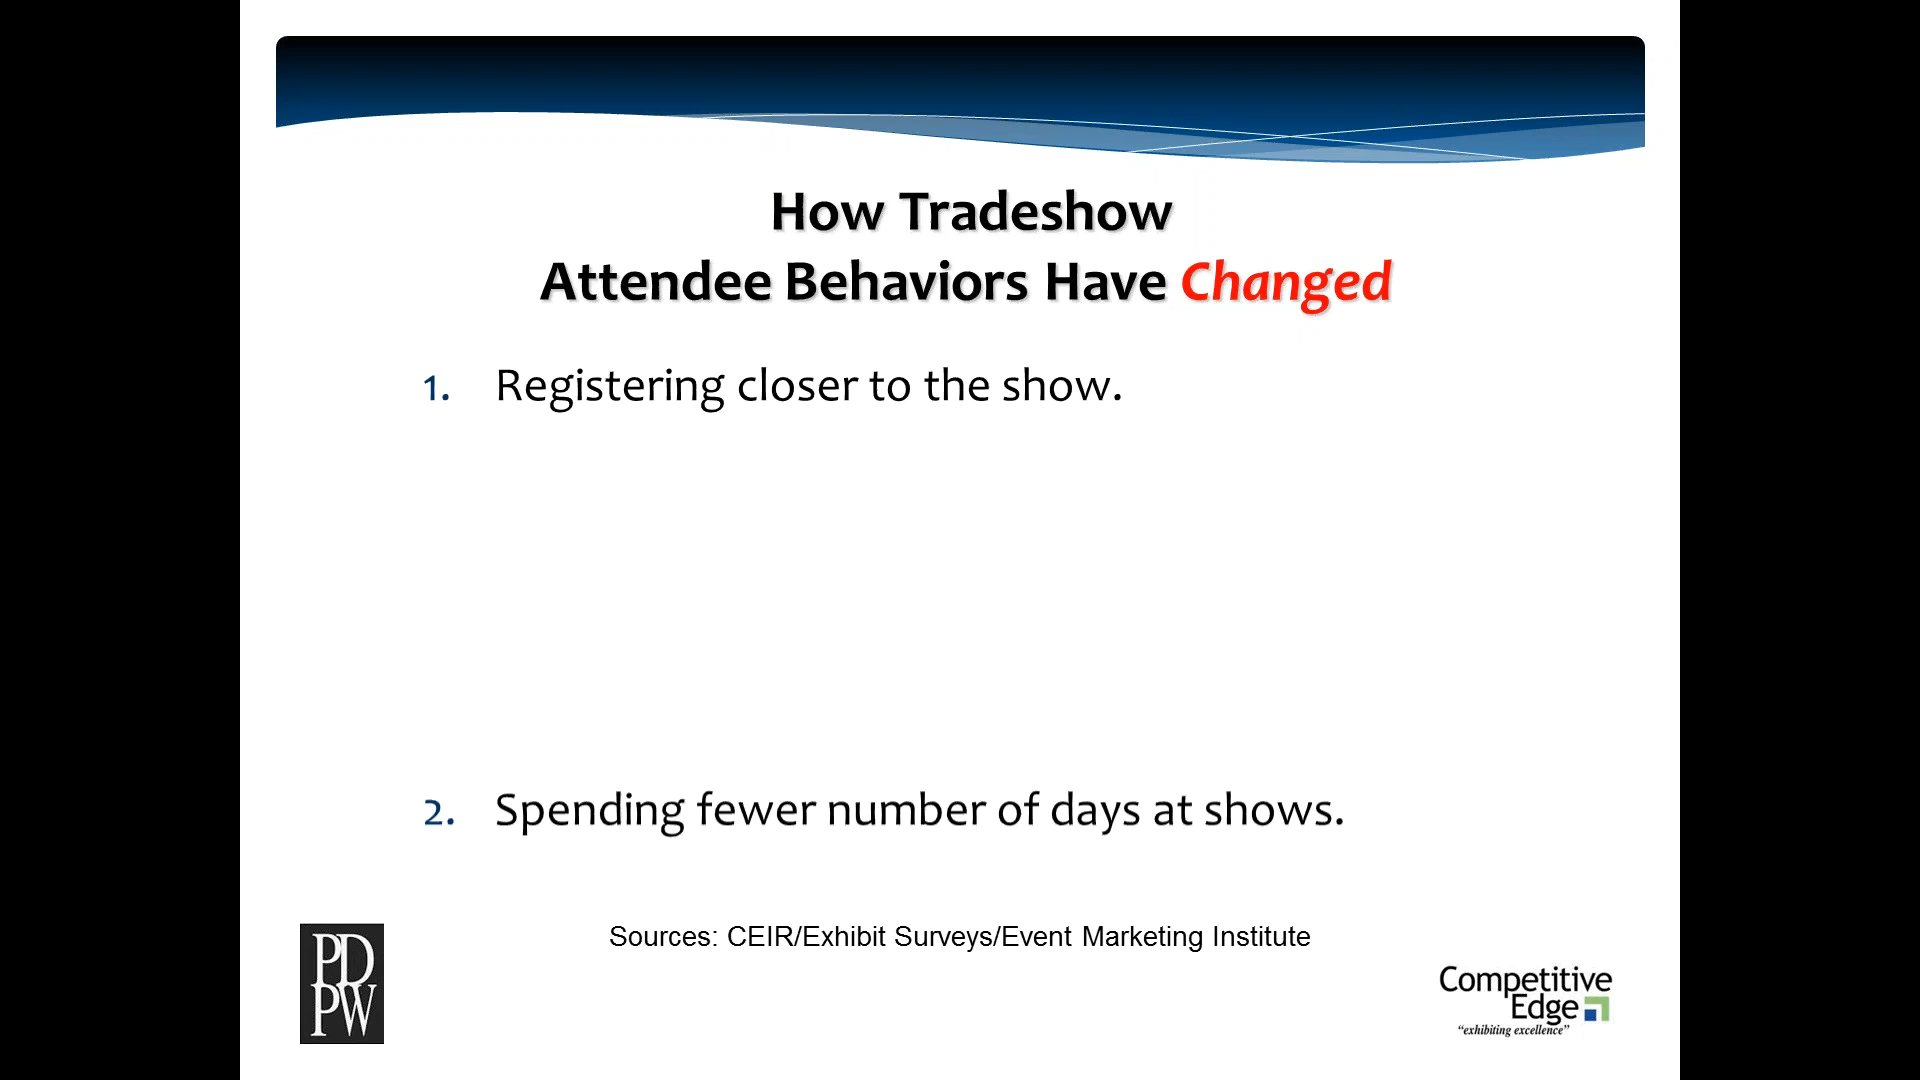 How Tradeshow
Attendee Behaviors Have Changed
1. Registering closer to the show.
2. Spending fewer number of days at shows.
Sources: CEIR/Exhibit Surveys/Event Marketing Institute
PD
PW
Competitive
Edge
“exhibiting excellence”